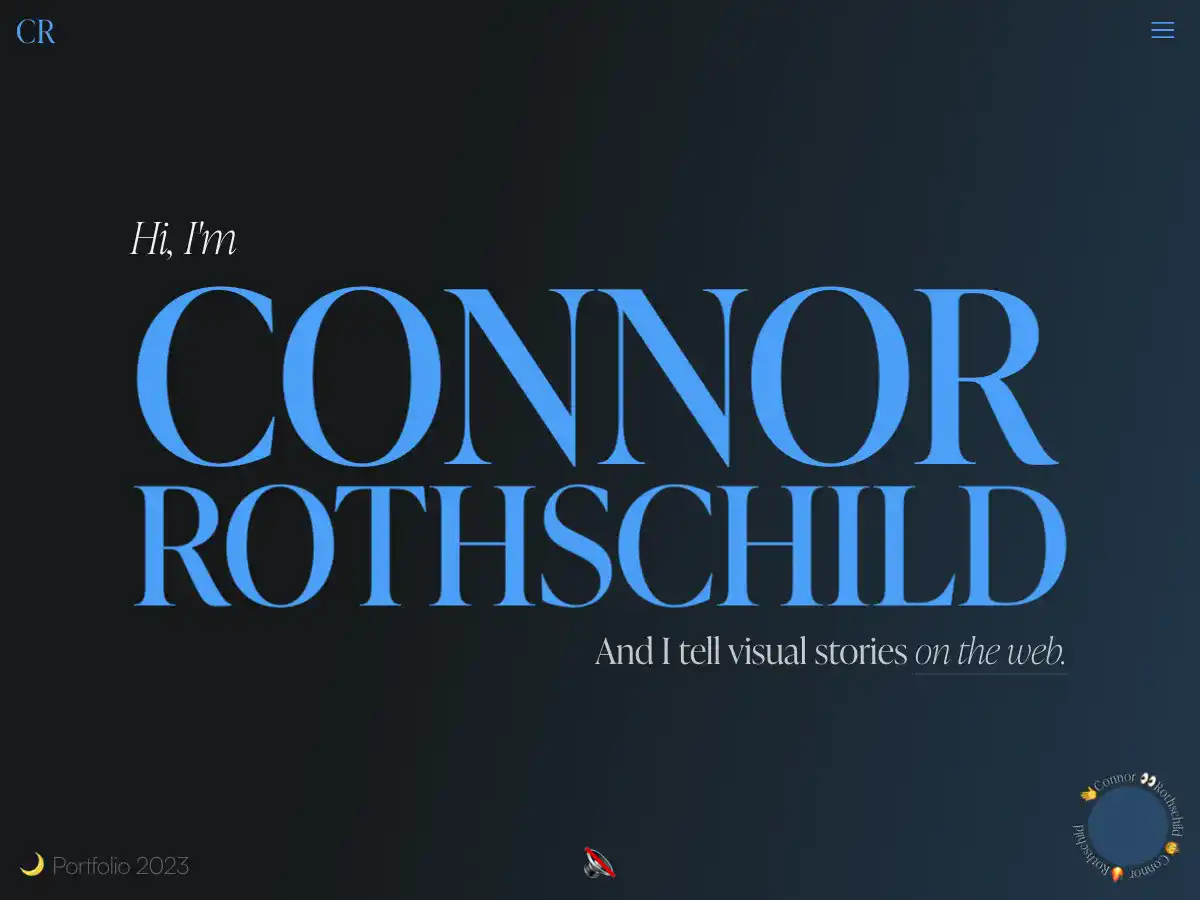 CR
Hi, I'm
CONNOR
ROTHSCHILD
And I tell visual stories on the web.
Connor 👀 Rothschild Connor Rothschild
🌙 Portfolio 2023